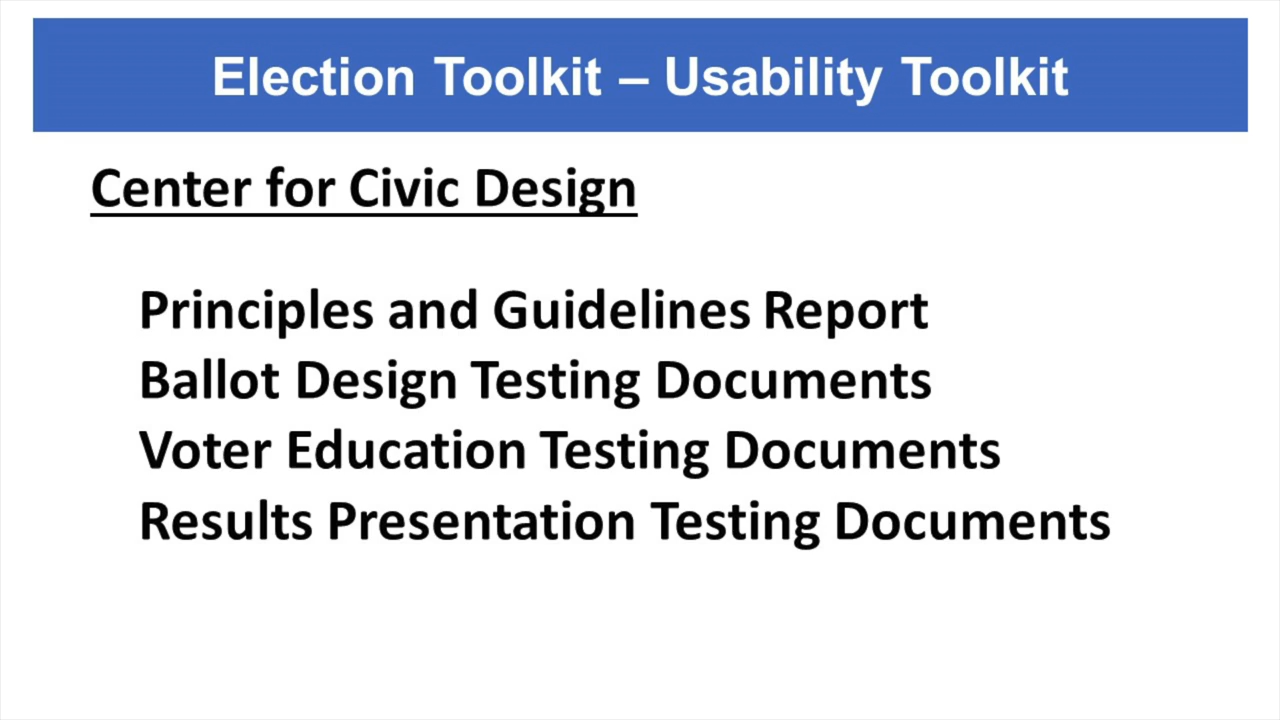 Election Toolkit – Usability Toolkit
Center for Civic Design
Principles and Guidelines Report
Ballot Design Testing Documents
Voter Education Testing Documents
Results Presentation Testing Documents